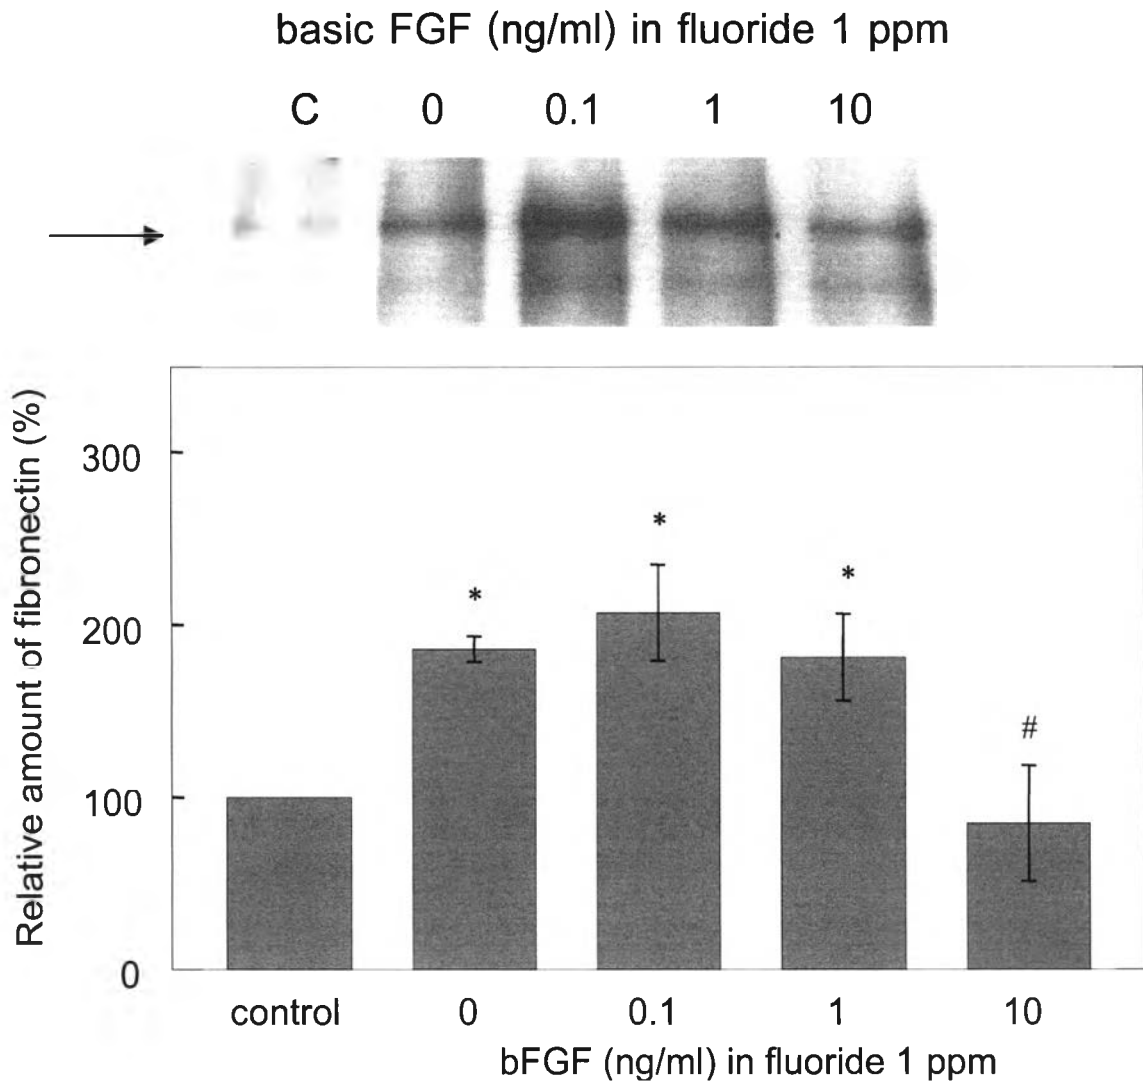 basic FGF (ng/ml) in fluoride 1 ppm
C 0 0.1 1 10
Relative amount of fibronectin (%)
300
200
100
0
*
*
*
#
control 0 0.1 1 10
bFGF (ng/ml) in fluoride 1 ppm